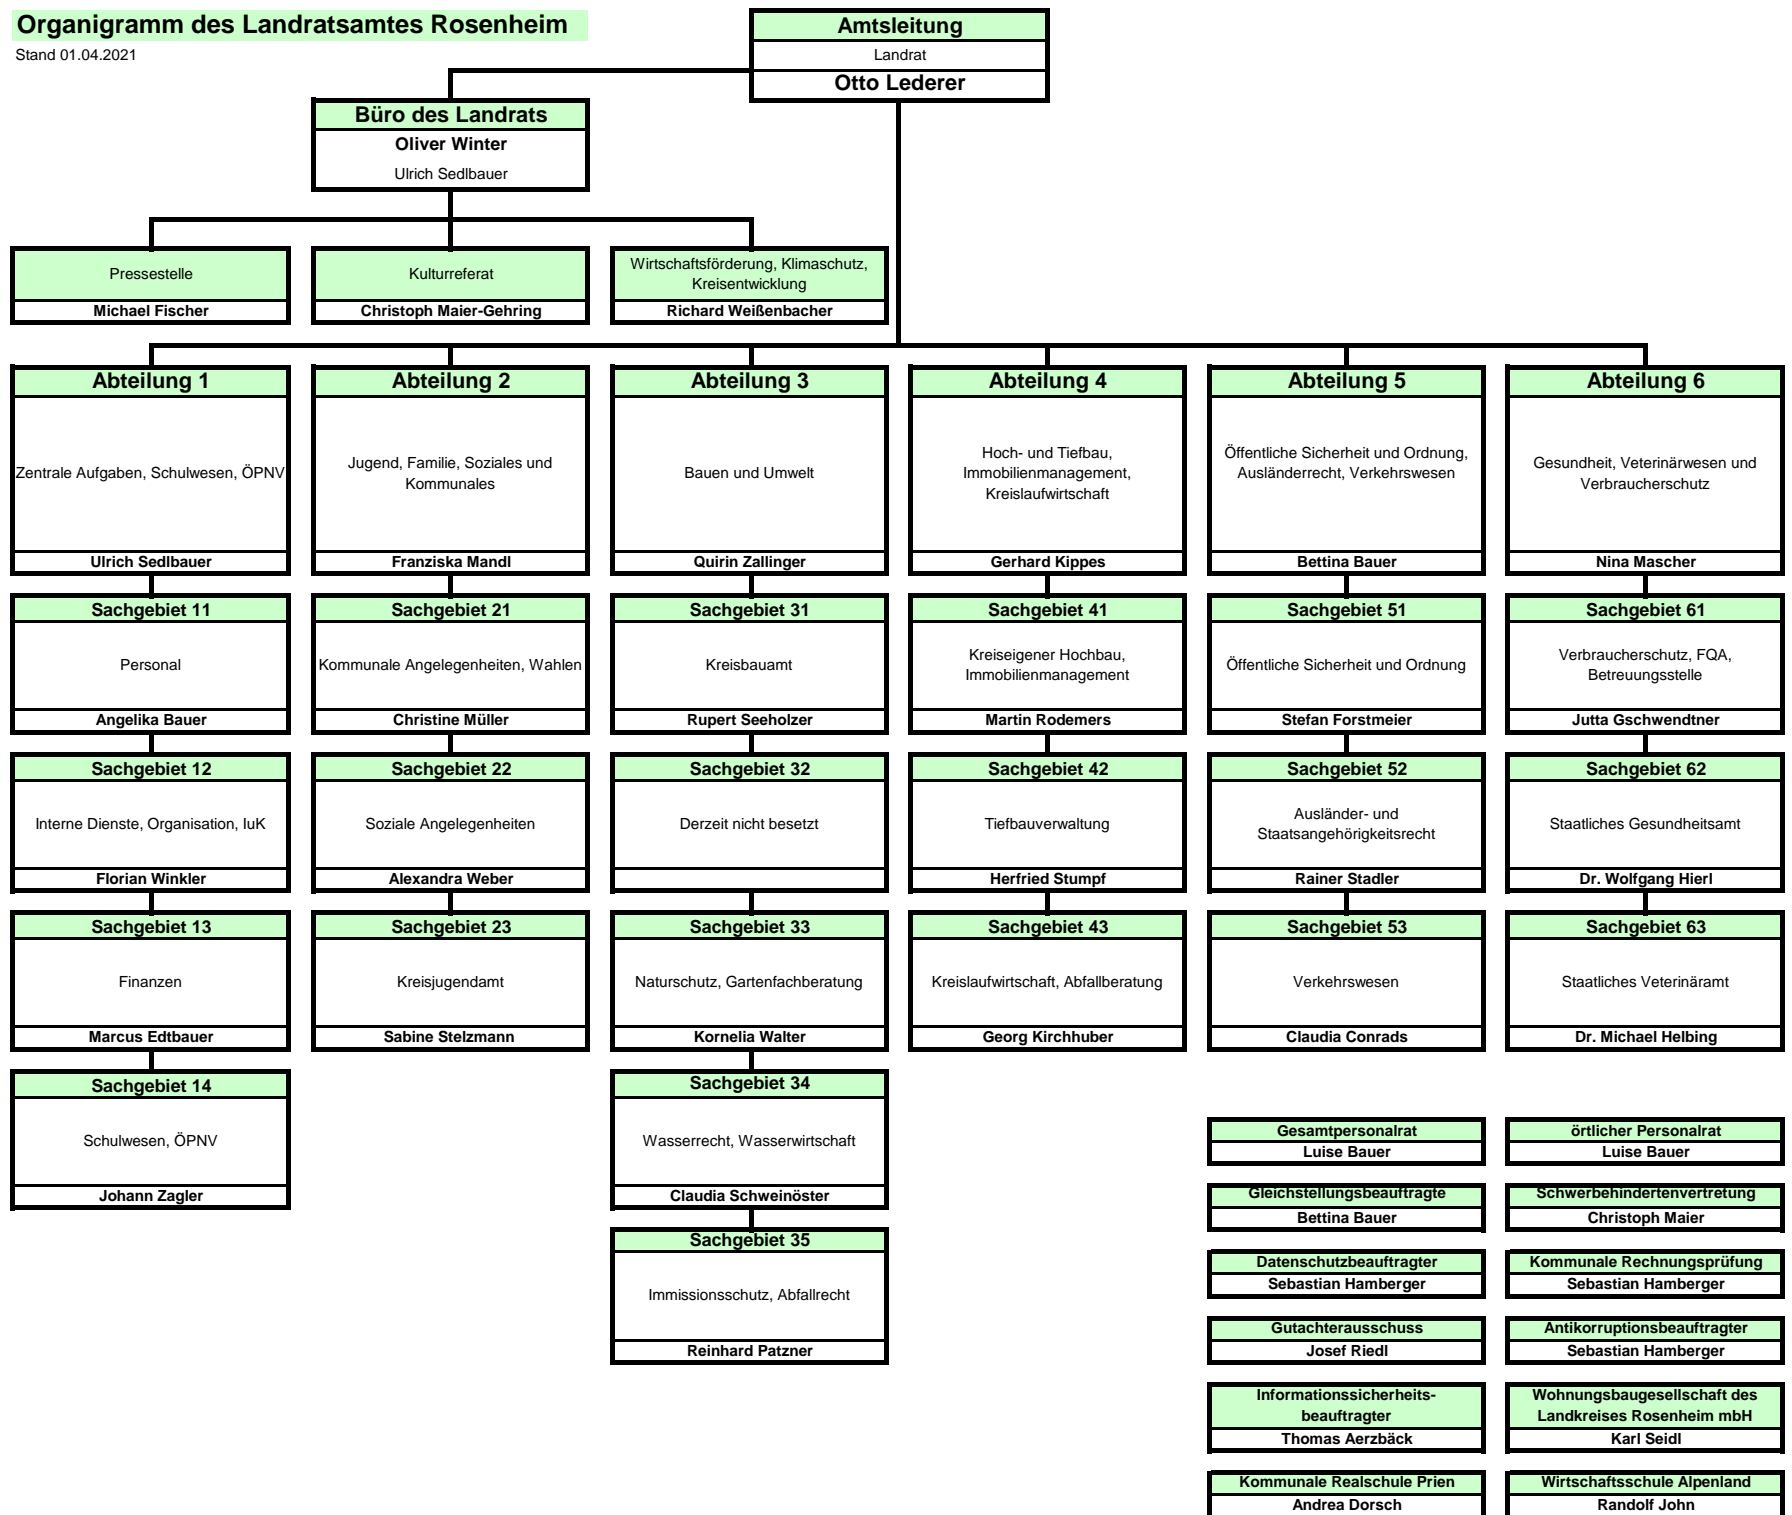 Organigramm des Landratsamtes Rosenheim
Stand 01.04.2021
Amtsleitung
Landrat
Otto Lederer
Büro des Landrats
Oliver Winter
Ulrich Sedlbauer
Pressestelle
Michael Fischer
Kulturreferat
Christoph Maier-Gehring
Wirtschaftsförderung, Klimaschutz,
Kreisentwicklung
Richard Weißenbacher
Abteilung 1
Zentrale Aufgaben, Schulwesen, ÖPNV
Ulrich Sedlbauer
Sachgebiet 11
Personal
Angelika Bauer
Sachgebiet 12
Interne Dienste, Organisation, IuK
Florian Winkler
Sachgebiet 13
Finanzen
Marcus Edtbauer
Sachgebiet 14
Schulwesen, ÖPNV
Johann Zagler
Abteilung 2
Jugend, Familie, Soziales und
Kommunales
Franziska Mandl
Sachgebiet 21
Kommunale Angelegenheiten, Wahlen
Christine Müller
Sachgebiet 22
Soziale Angelegenheiten
Alexandra Weber
Sachgebiet 23
Kreisjugendamt
Sabine Stelzmann
Abteilung 3
Bauen und Umwelt
Quirin Zallinger
Sachgebiet 31
Kreisbauamt
Rupert Seeholzer
Sachgebiet 32
Derzeit nicht besetzt
Sachgebiet 33
Naturschutz, Gartenfachberatung
Kornelia Walter
Sachgebiet 34
Wasserrecht, Wasserwirtschaft
Claudia Schweinöster
Sachgebiet 35
Immissionsschutz, Abfallrecht
Reinhard Patzner
Abteilung 4
Hoch- und Tiefbau,
Immobilienmanagement,
Kreislaufwirtschaft
Gerhard Kippes
Sachgebiet 41
Kreiseigener Hochbau,
Immobilienmanagement
Martin Rodemers
Sachgebiet 42
Tiefbauverwaltung
Herfried Stumpf
Sachgebiet 43
Kreislaufwirtschaft, Abfallberatung
Georg Kirchhuber
Abteilung 5
Öffentliche Sicherheit und Ordnung,
Ausländerrecht, Verkehrswesen
Bettina Bauer
Sachgebiet 51
Öffentliche Sicherheit und Ordnung
Stefan Forstmeier
Sachgebiet 52
Ausländer- und
Staatsangehörigkeitsrecht
Rainer Stadler
Sachgebiet 53
Verkehrswesen
Claudia Conrads
Abteilung 6
Gesundheit, Veterinärwesen und
Verbraucherschutz
Nina Mascher
Sachgebiet 61
Verbraucherschutz, FQA,
Betreuungsstelle
Jutta Gschwendtner
Sachgebiet 62
Staatliches Gesundheitsamt
Dr. Wolfgang Hierl
Sachgebiet 63
Staatliches Veterinäramt
Dr. Michael Helbing
Gesamtpersonalrat
Luise Bauer
örtlicher Personalrat
Luise Bauer
Gleichstellungsbeauftragte
Bettina Bauer
Schwerbehindertenvertretung
Christoph Maier
Datenschutzbeauftragter
Sebastian Hamberger
Kommunale Rechnungsprüfung
Sebastian Hamberger
Gutachterausschuss
Josef Riedl
Antikorruptionsbeauftragter
Sebastian Hamberger
Informationssicherheits-
beauftragter
Thomas Aerzbäck
Wohnungsbaugesellschaft des
Landkreises Rosenheim mbH
Karl Seidl
Kommunale Realschule Prien
Andrea Dorsch
Wirtschaftsschule Alpenland
Randolf John